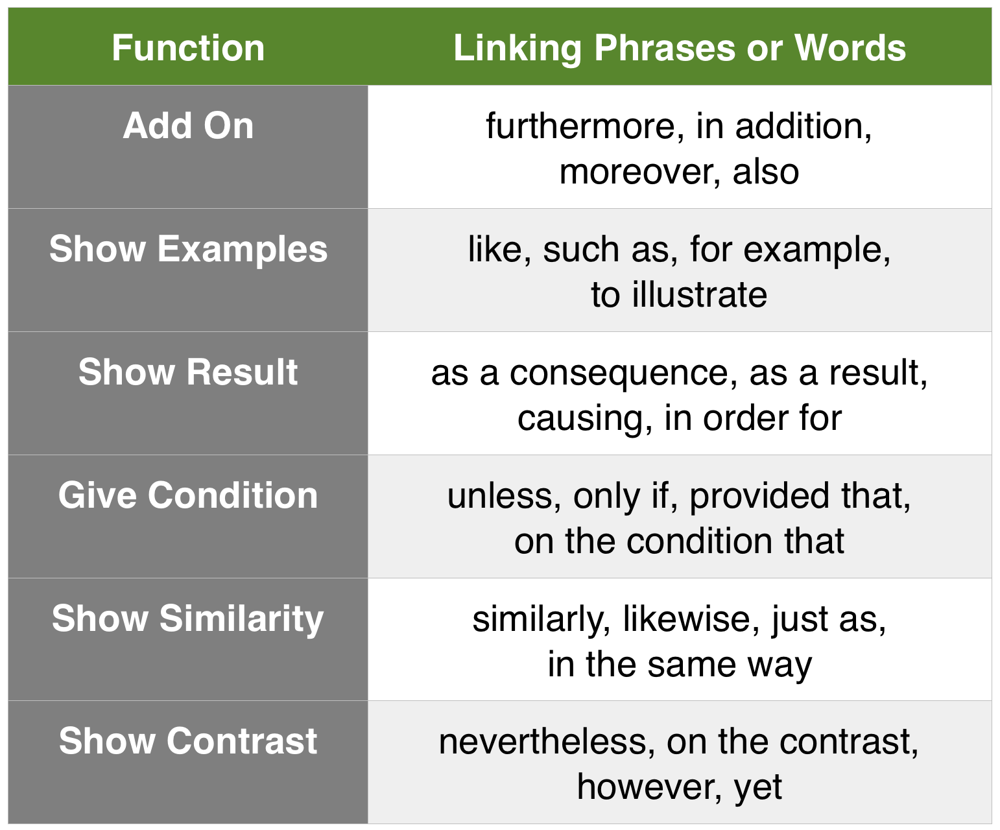 Function
Linking Phrases or Words
Add On
furthermore, in addition,
moreover, also
Show Examples
like, such as, for example,
to illustrate
Show Result
as a consequence, as a result,
causing, in order for
Give Condition
unless, only if, provided that,
on the condition that
Show Similarity
similarly, likewise, just as,
in the same way
Show Contrast
nevertheless, on the contrast,
however, yet